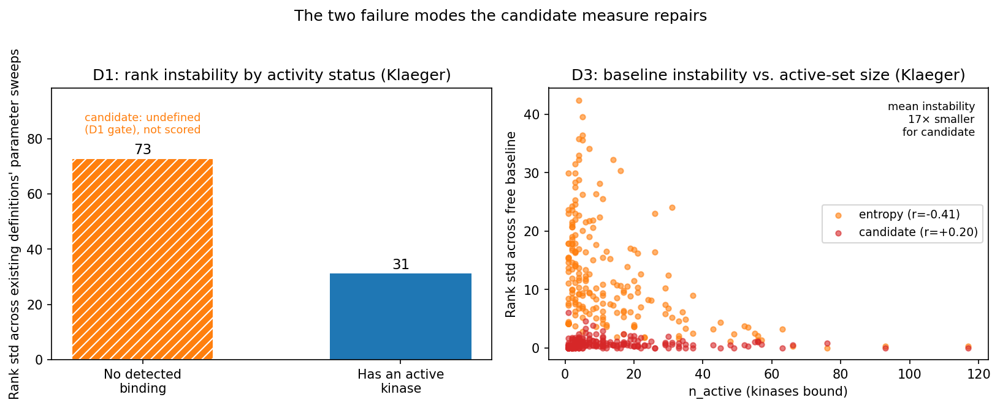 The two failure modes the candidate measure repairs
D1: rank instability by activity status (Klaeger)
Rank std across existing definitions' parameter sweeps
80
60
40
20
0
candidate: undefined
(D1 gate), not scored
73
31
No detected
binding
Has an active
kinase
D3: baseline instability vs. active-set size (Klaeger)
Rank std across free baseline
40
30
20
10
0
mean instability
17× smaller
for candidate
entropy (r=-0.41)
candidate (r=+0.20)
0
20
40
60
80
100
120
n_active (kinases bound)